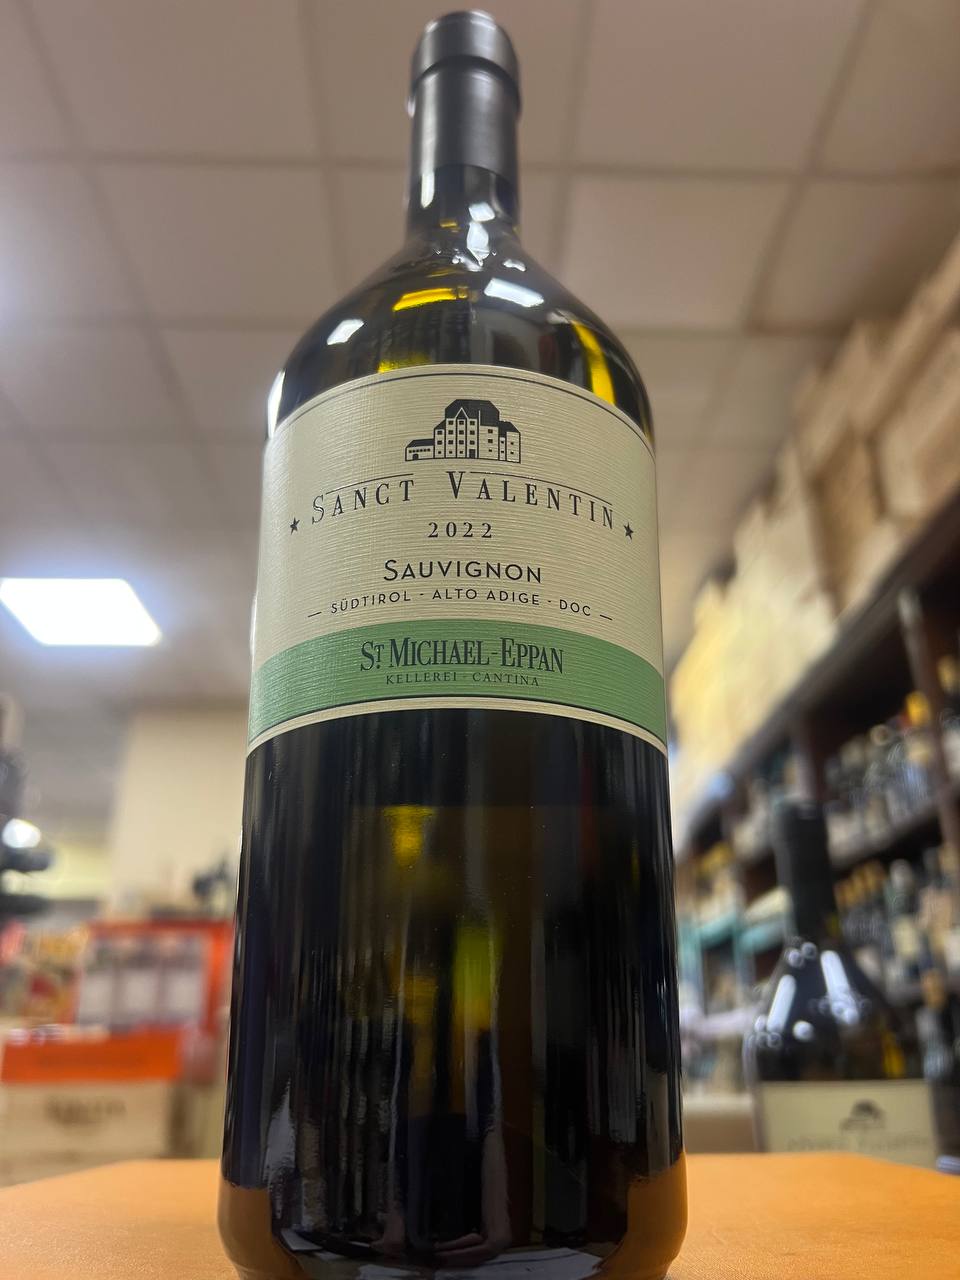 ★ SANCT VALENTIN ★
2022
SAUVIGNON
— SÜDTIROL - ALTO ADIGE - DOC —
ST MICHAEL-EPPAN
KELLEREI - CANTINA